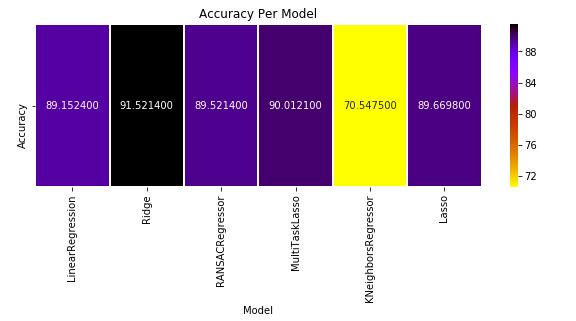 Accuracy Per Model
Accuracy
89.152400 91.521400 89.521400 90.012100 70.547500 89.669800
88
84
80
76
72
LinearRegression
Ridge
RANSACRegressor
MultiTaskLasso
KNeighborsRegressor
Lasso
Model